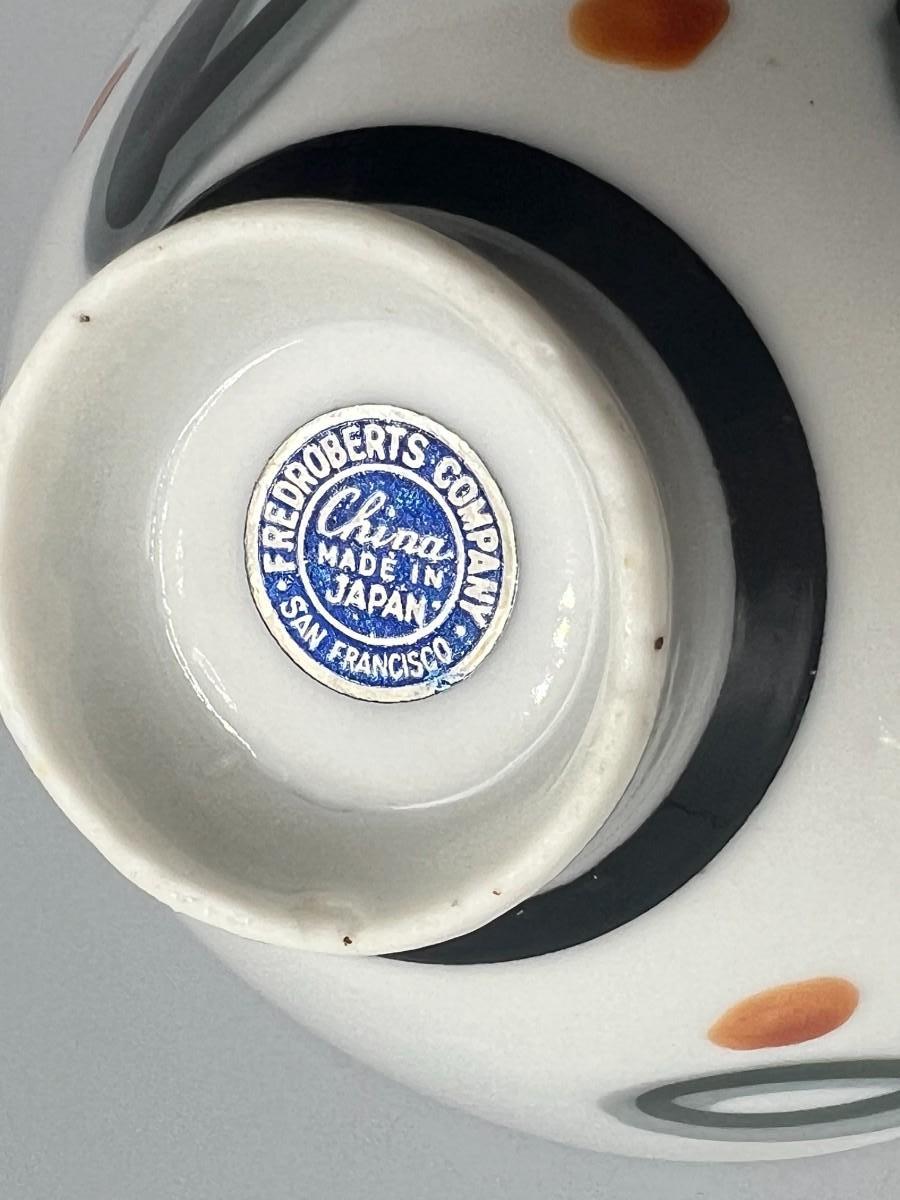 FREDROBERTS COMPANY
China
MADE IN
JAPAN
SAN FRANCISCO